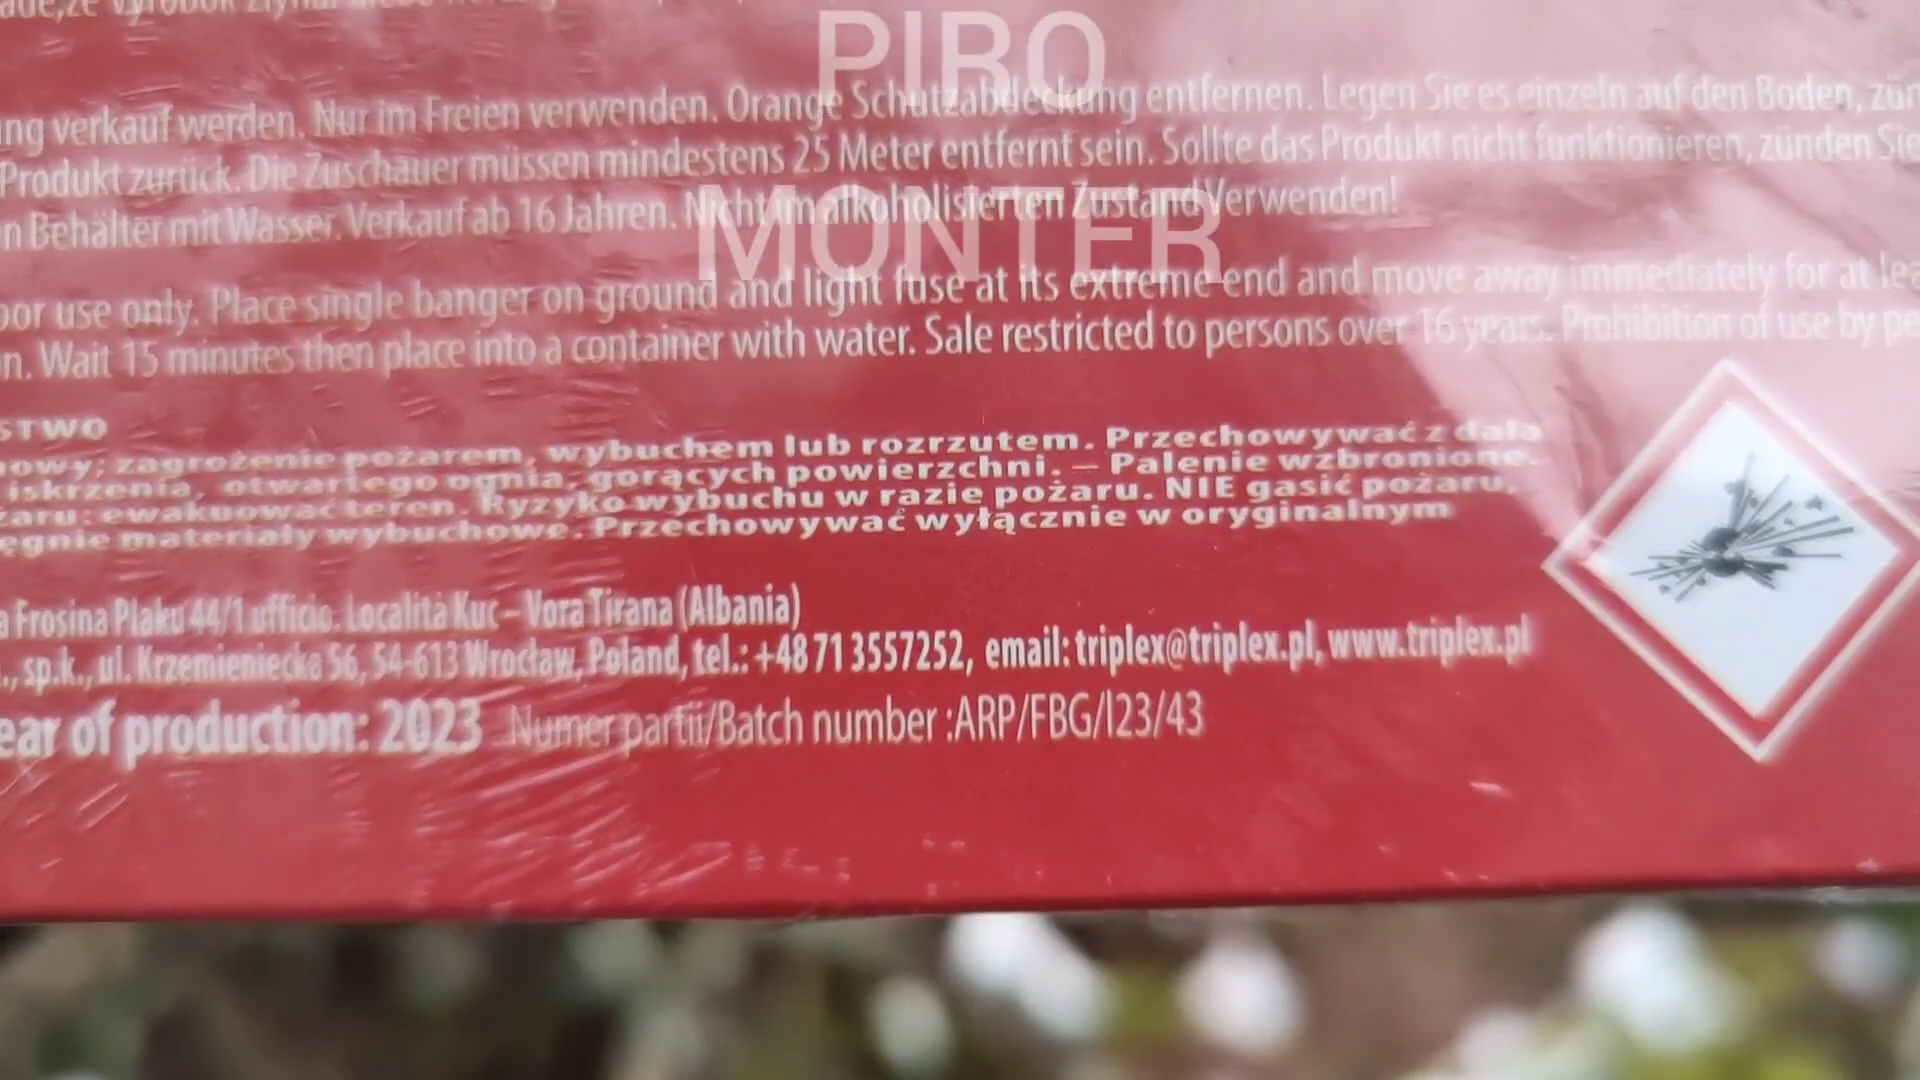 PIRO
MONTER
ng verkauf werden. Nur im Freien verwenden. Orange Schutzabdeckung entfernen. Legen Sie es einzeln auf den Boden, zün
Produkt zurück. Die Zuschauer müssen mindestens 25 Meter entfernt sein. Sollte das Produkt nicht funktionieren, zünden Sie
n Behälter mit Wasser. Verkauf ab 16 Jahren. Nicht im alkoholisierten Zustand Verwenden!
oor use only. Place single banger on ground and light fuse at its extreme end and move away immediately for at lea
n. Wait 15 minutes then place into a container with water. Sale restricted to persons over 16 years. Prohibition of use by pe
STWO
owy; zagrożenie pożarem, wybuchem lub rozrzutem. Przechowywać z dala
iskrzenia, otwartego ognia, gorących powierzchni. – Palenie wzbronione.
żaru: ewakuować teren. Ryzyko wybuchu w razie pożaru. NIE gasić pożaru,
ęgnie materiały wybuchowe. Przechowywać wyłącznie w oryginalnym
a Frosina Plaku 44/1 ufficio. Località Kuc – Vora Tirana (Albania)
., sp.k., ul. Krzemieniecka 56, 54-613 Wrocław, Poland, tel.: +48 71 3557252, email: triplex@triplex.pl, www.triplex.pl
ear of production: 2023 Numer partii/Batch number :ARP/FBG/I23/43